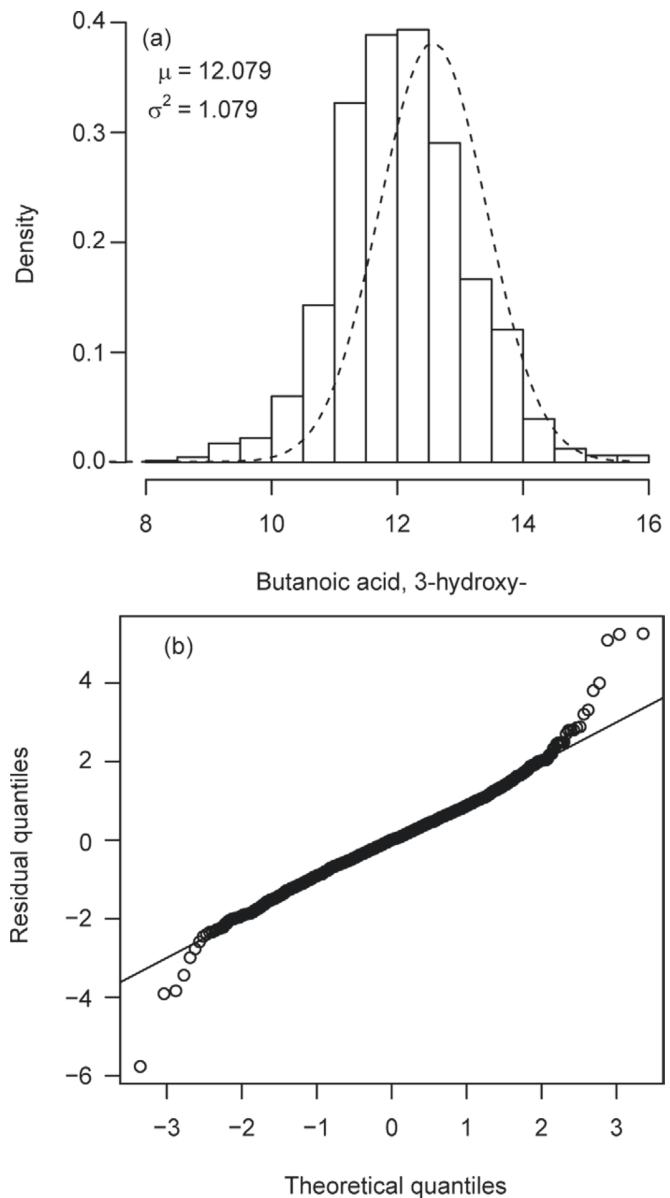 (a)
μ = 12.079
σ² = 1.079
0.4
0.3
0.2
0.1
0.0
Density
8 10 12 14 16
Butanoic acid, 3-hydroxy-
(b)
4
2
0
−2
−4
−6
Residual quantiles
−3 −2 −1 0 1 2 3
Theoretical quantiles